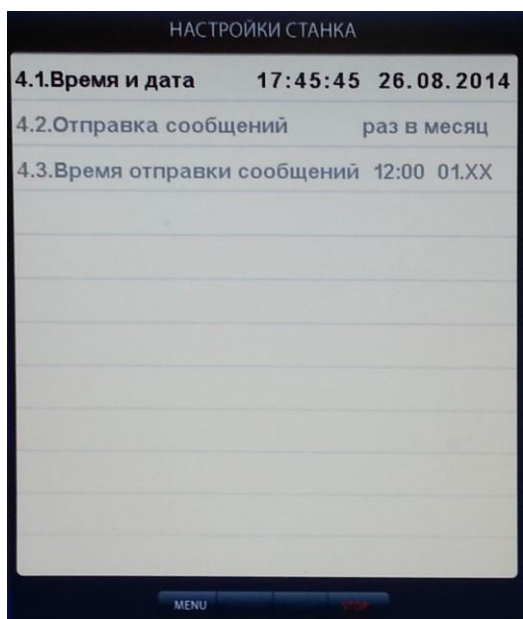 НАСТРОЙКИ СТАНКА
4.1.Время и дата 17:45:45 26.08.2014
4.2.Отправка сообщений раз в месяц
4.3.Время отправки сообщений 12:00 01.XX
MENU STOP